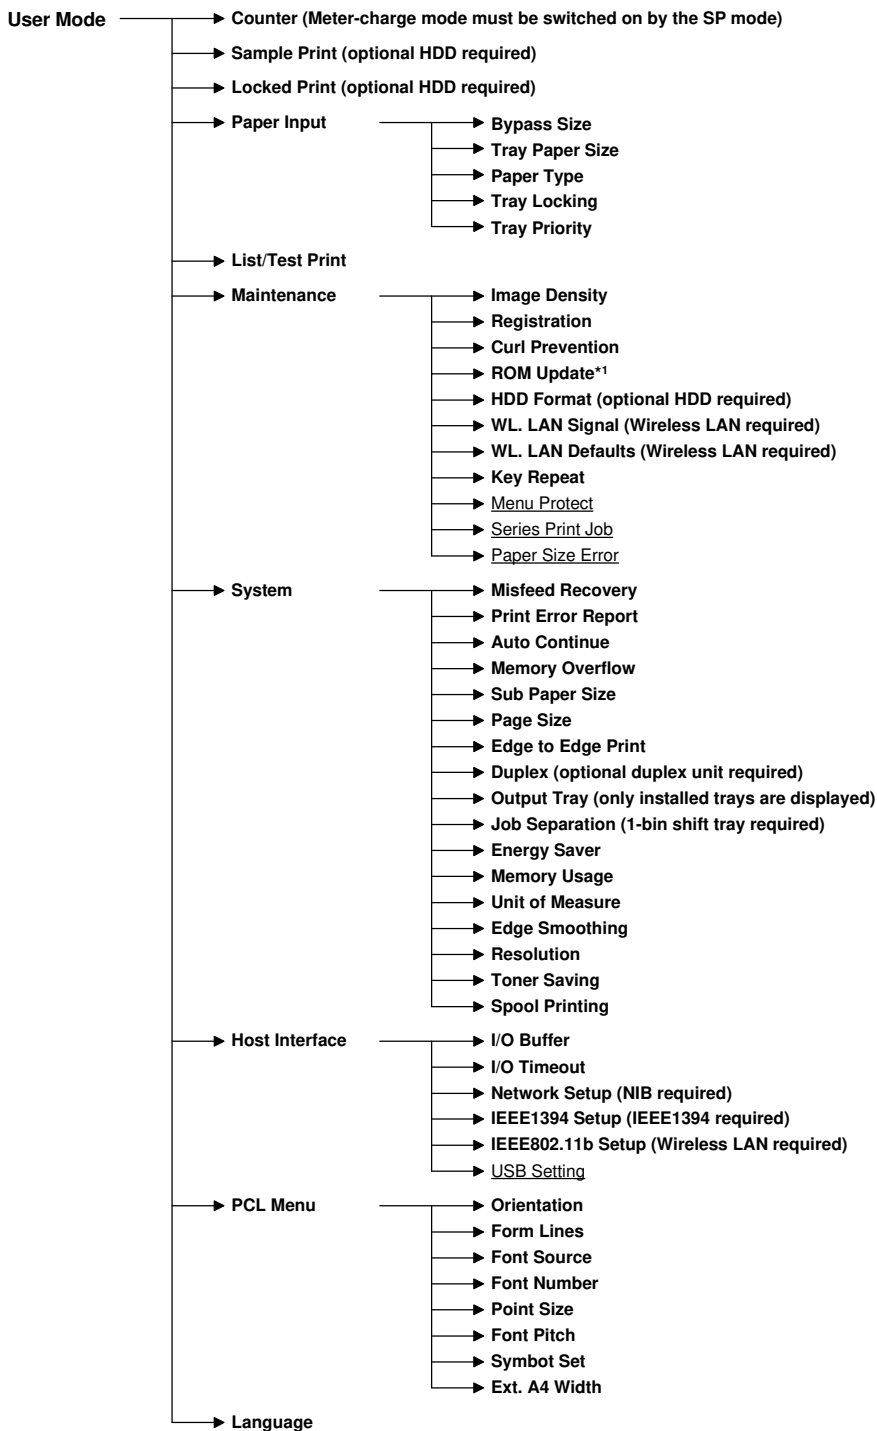 User Mode
Counter (Meter-charge mode must be switched on by the SP mode)
Sample Print (optional HDD required)
Locked Print (optional HDD required)
Paper Input
Bypass Size
Tray Paper Size
Paper Type
Tray Locking
Tray Priority
List/Test Print
Maintenance
Image Density
Registration
Curl Prevention
ROM Update*1
HDD Format (optional HDD required)
WL. LAN Signal (Wireless LAN required)
WL. LAN Defaults (Wireless LAN required)
Key Repeat
Menu Protect
Series Print Job
Paper Size Error
System
Misfeed Recovery
Print Error Report
Auto Continue
Memory Overflow
Sub Paper Size
Page Size
Edge to Edge Print
Duplex (optional duplex unit required)
Output Tray (only installed trays are displayed)
Job Separation (1-bin shift tray required)
Energy Saver
Memory Usage
Unit of Measure
Edge Smoothing
Resolution
Toner Saving
Spool Printing
Host Interface
I/O Buffer
I/O Timeout
Network Setup (NIB required)
IEEE1394 Setup (IEEE1394 required)
IEEE802.11b Setup (Wireless LAN required)
USB Setting
PCL Menu
Orientation
Form Lines
Font Source
Font Number
Point Size
Font Pitch
Symbot Set
Ext. A4 Width
Language